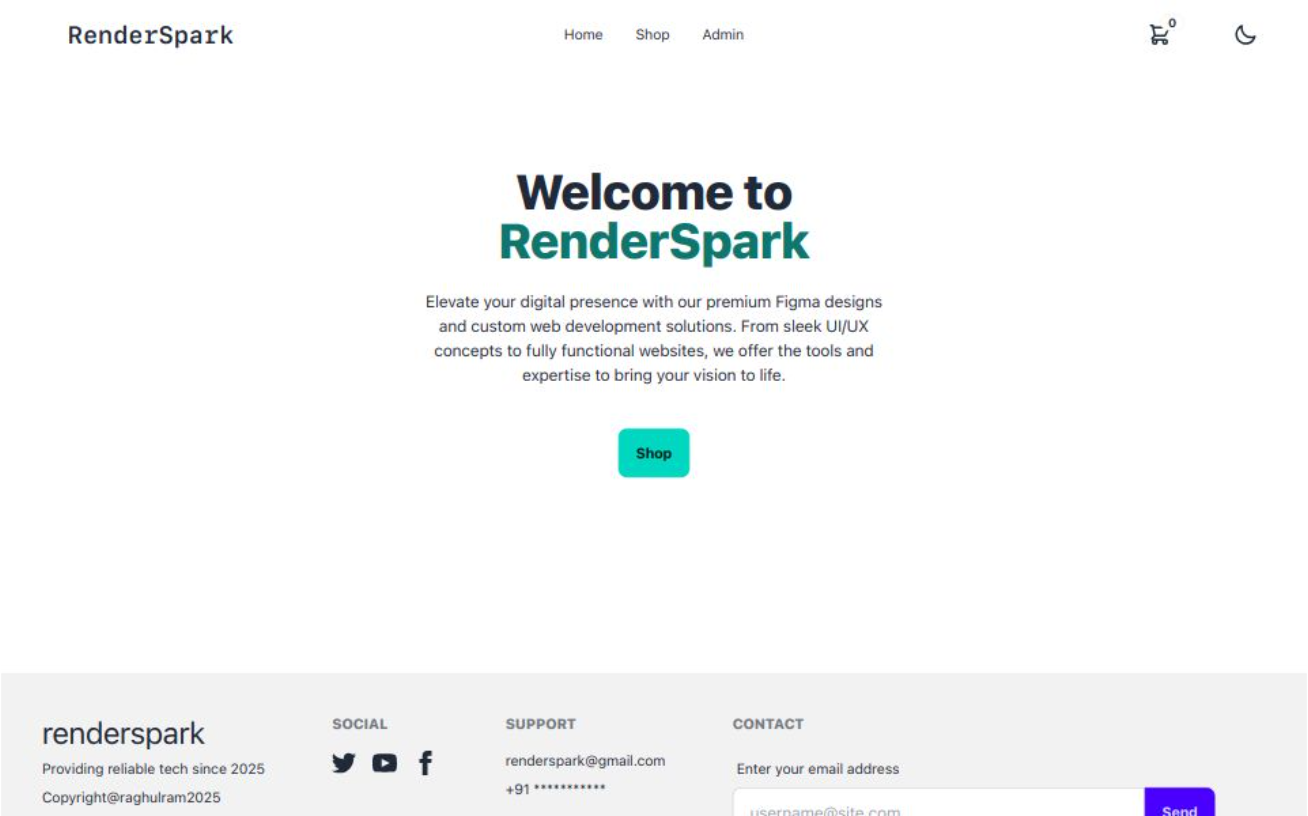 RenderSpark
Home Shop Admin
0
Welcome to
RenderSpark
Elevate your digital presence with our premium Figma designs
and custom web development solutions. From sleek UI/UX
concepts to fully functional websites, we offer the tools and
expertise to bring your vision to life.
Shop
renderspark
Providing reliable tech since 2025
Copyright@raghulram2025
SOCIAL
SUPPORT
renderspark@gmail.com
+91 ***********
CONTACT
Enter your email address
username@site.com
Send